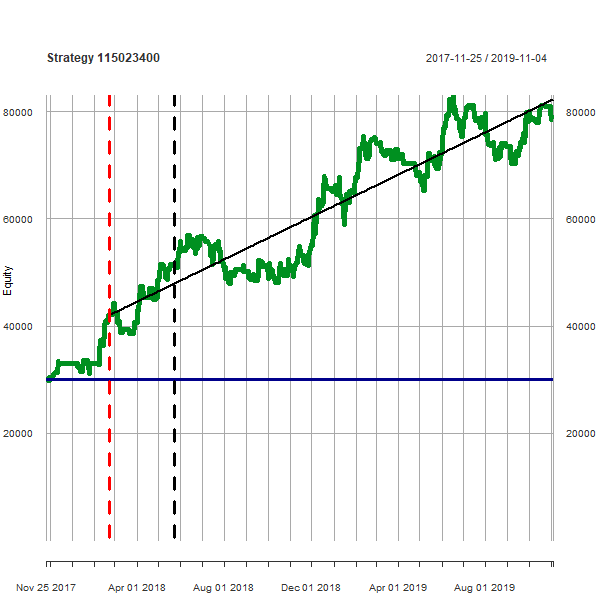 Strategy 115023400 2017-11-25 / 2019-11-04
80000 80000
60000 60000
Equity
40000 40000
20000 20000
Nov 25 2017 Apr 01 2018 Aug 01 2018 Dec 01 2018 Apr 01 2019 Aug 01 2019